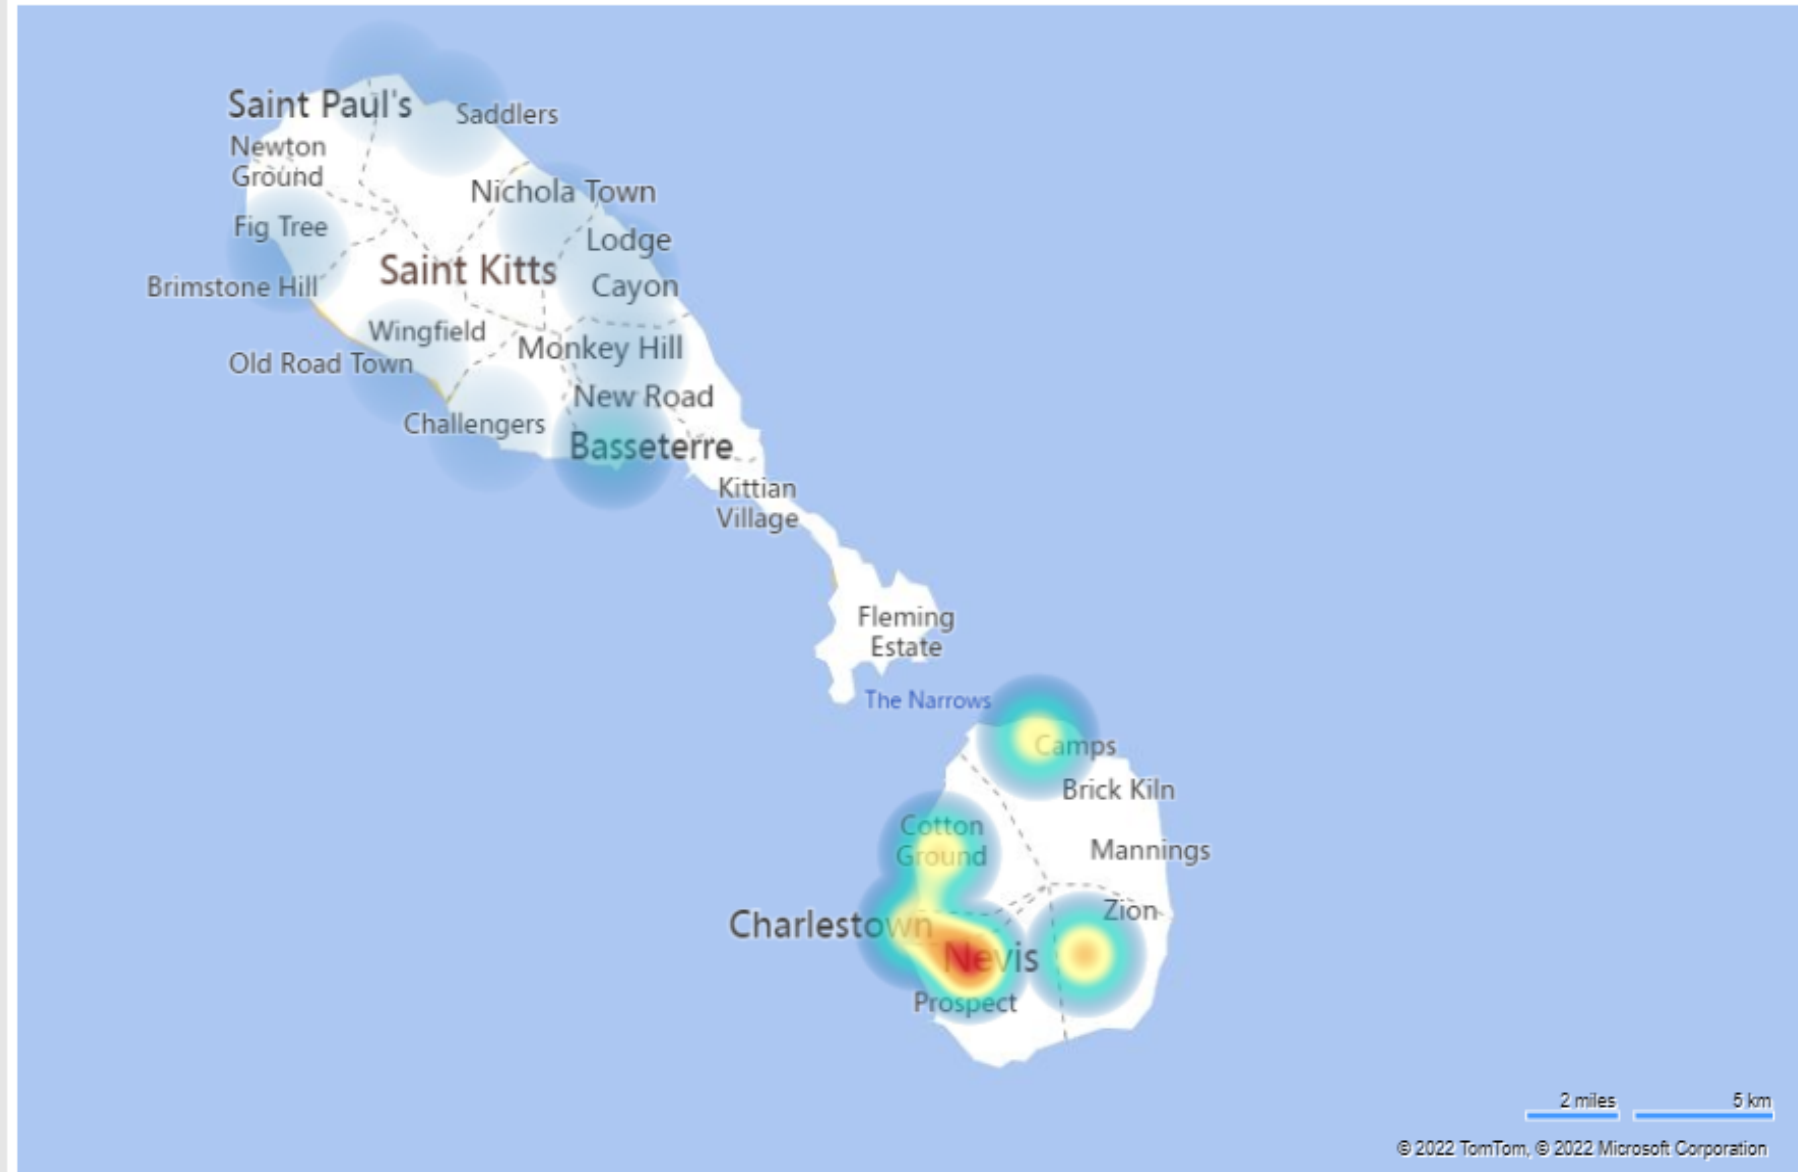 Saint Paul's
Saddlers
Newton
Ground
Nichola Town
Fig Tree
Lodge
Saint Kitts
Brimstone Hill
Cayon
Wingfield
Monkey Hill
Old Road Town
New Road
Challengers
Basseterre
Kittian
Village
Fleming
Estate
The Narrows
Camps
Brick Kiln
Cotton
Ground
Mannings
Zion
Charlestown
Nevis
Prospect
2 miles
5 km
© 2022 TomTom, © 2022 Microsoft Corporation